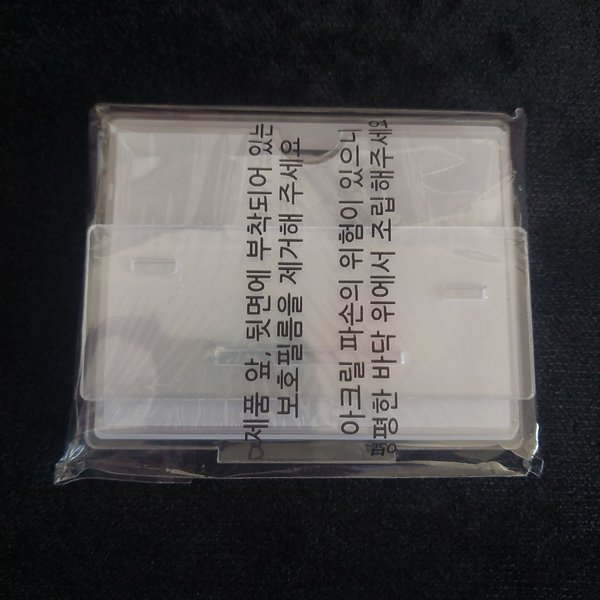 제품 앞, 뒷면에 부착되어 있는
보호필름을 제거해 주세요
아크릴 파손의 위험이 있으니
평평한 바닥 위에서 조립해주세요